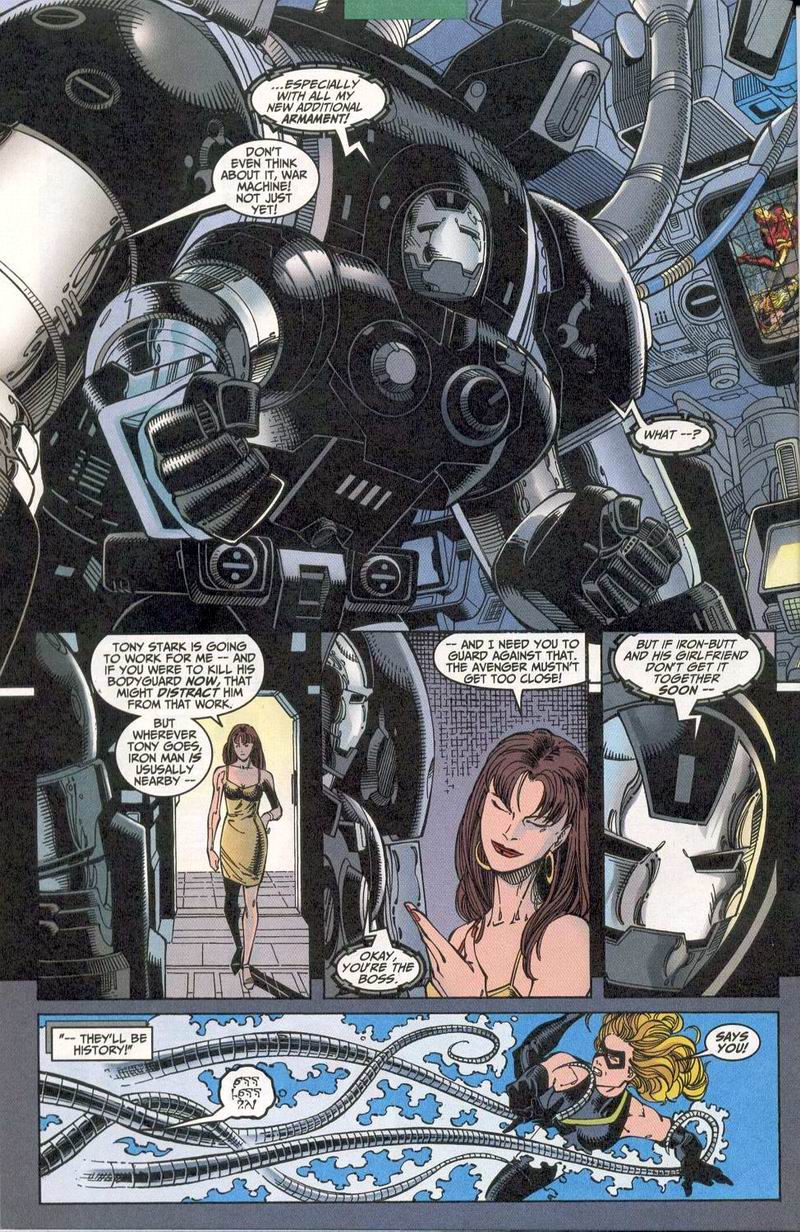 ...ESPECIALLY
WITH ALL MY
NEW ADDITIONAL
ARMAMENT!
DON'T
EVEN THINK
ABOUT IT, WAR
MACHINE!
NOT JUST
YET!
WHAT --?
TONY STARK IS GOING
TO WORK FOR ME -- AND
IF YOU WERE TO KILL HIS
BODYGUARD NOW, THAT
MIGHT DISTRACT HIM
FROM THAT WORK.
BUT
WHEREVER
TONY GOES,
IRON MAN IS
USUSALLY
NEARBY --
-- AND I NEED YOU TO
GUARD AGAINST THAT.
THE AVENGER MUSTN'T
GET TOO CLOSE!
OKAY,
YOU'RE THE
BOSS.
BUT IF IRON-BUTT
AND HIS GIRLFRIEND
DON'T GET IT
TOGETHER
SOON --
"-- THEY'LL BE
HISTORY!"
SAYS
YOU!